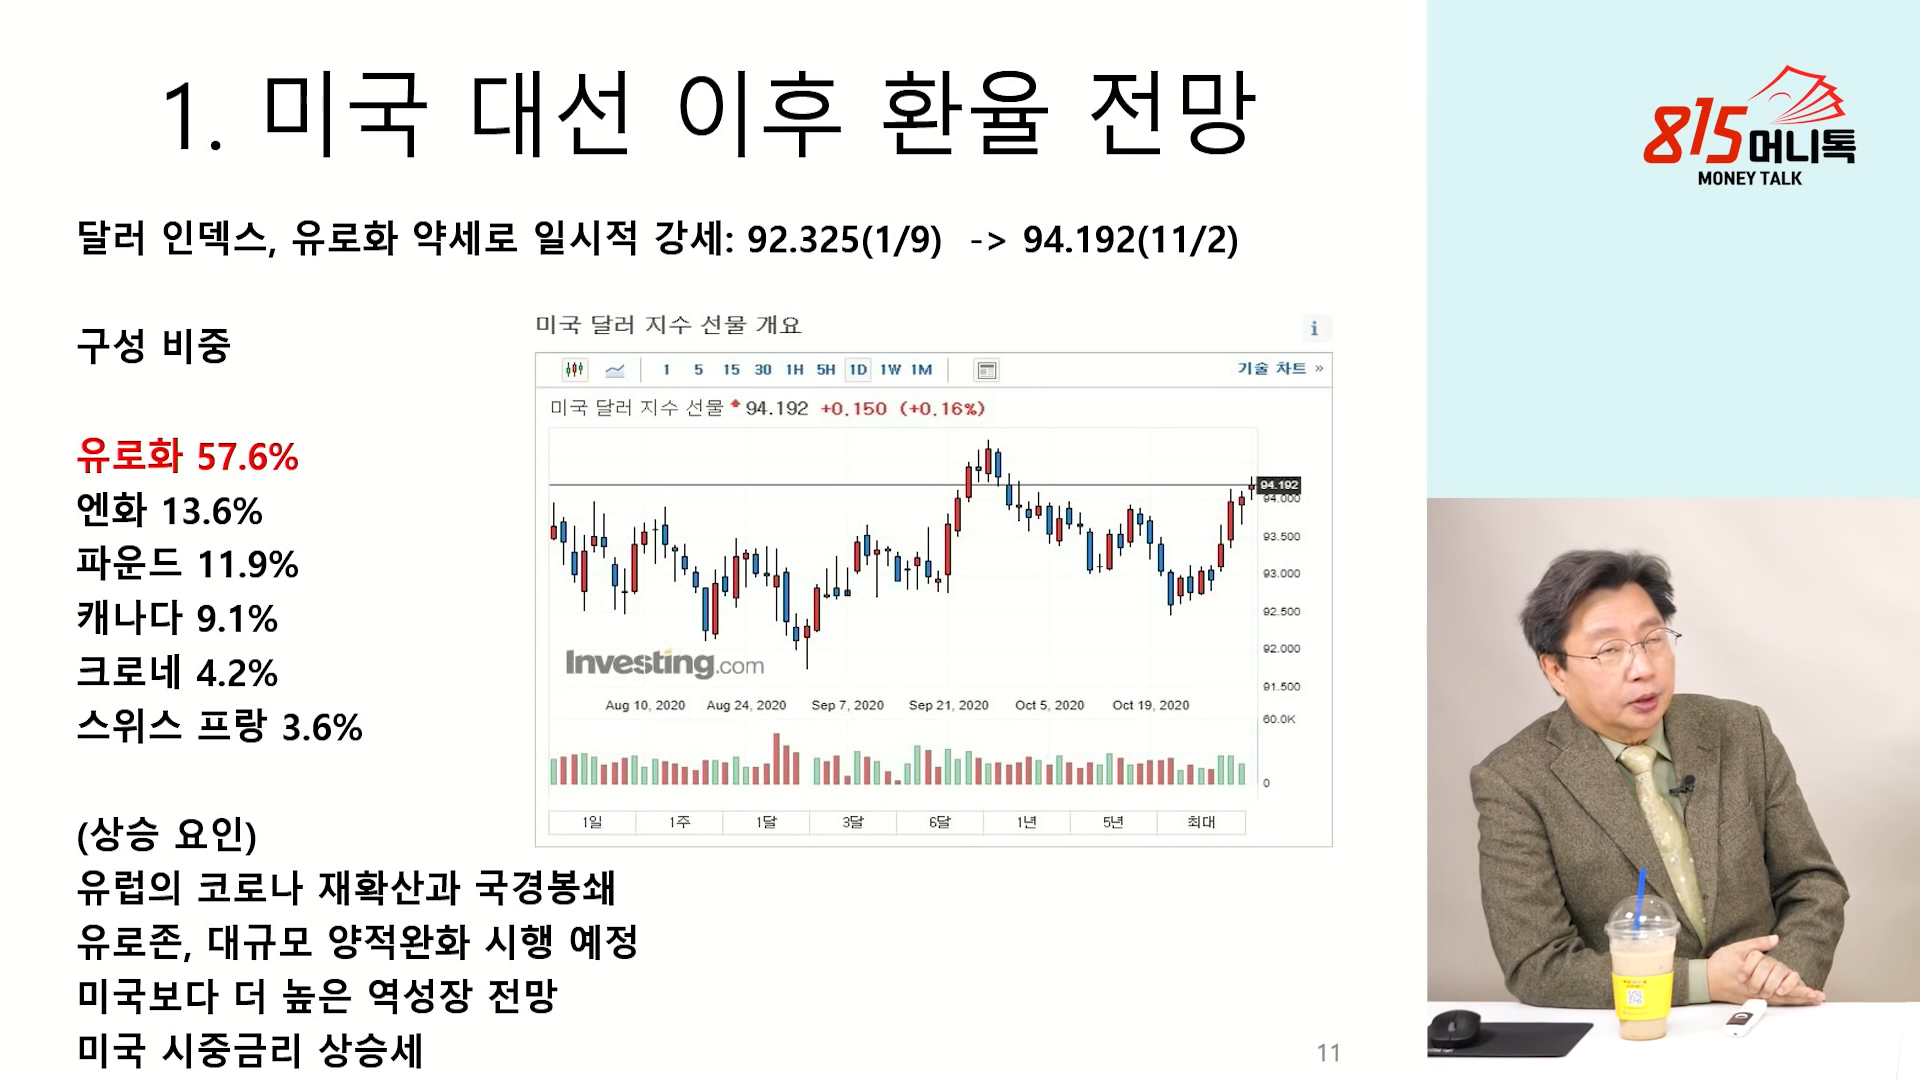 1. 미국 대선 이후 환율 전망
815머니톡
MONEY TALK
달러 인덱스, 유로화 약세로 일시적 강세: 92.325(1/9) -> 94.192(11/2)
구성 비중
유로화 57.6%
엔화 13.6%
파운드 11.9%
캐나다 9.1%
크로네 4.2%
스위스 프랑 3.6%
(상승 요인)
유럽의 코로나 재확산과 국경봉쇄
유로존, 대규모 양적완화 시행 예정
미국보다 더 높은 역성장 전망
미국 시중금리 상승세
미국 달러 지수 선물 개요
i
1 5 15 30 1H 5H 1D 1W 1M
기술 차트 »
미국 달러 지수 선물 94.192 +0.150 (+0.16%)
94.192
94.000
93.500
93.000
92.500
92.000
91.500
Investing.com
Aug 10, 2020 Aug 24, 2020 Sep 7, 2020 Sep 21, 2020 Oct 5, 2020 Oct 19, 2020
60.0K
0
1일 1주 1달 3달 6달 1년 5년 최대
11